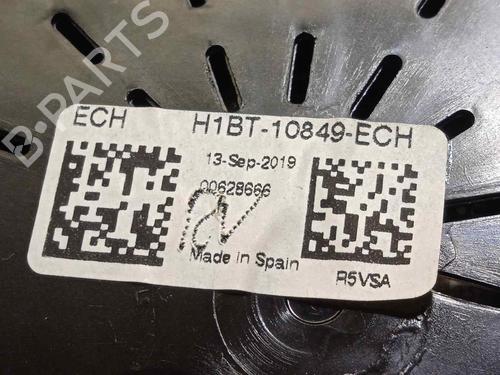 B-Parts
ECH H1BT-10849-ECH
13-Sep-2019
00628666
Made in Spain
R5VSA